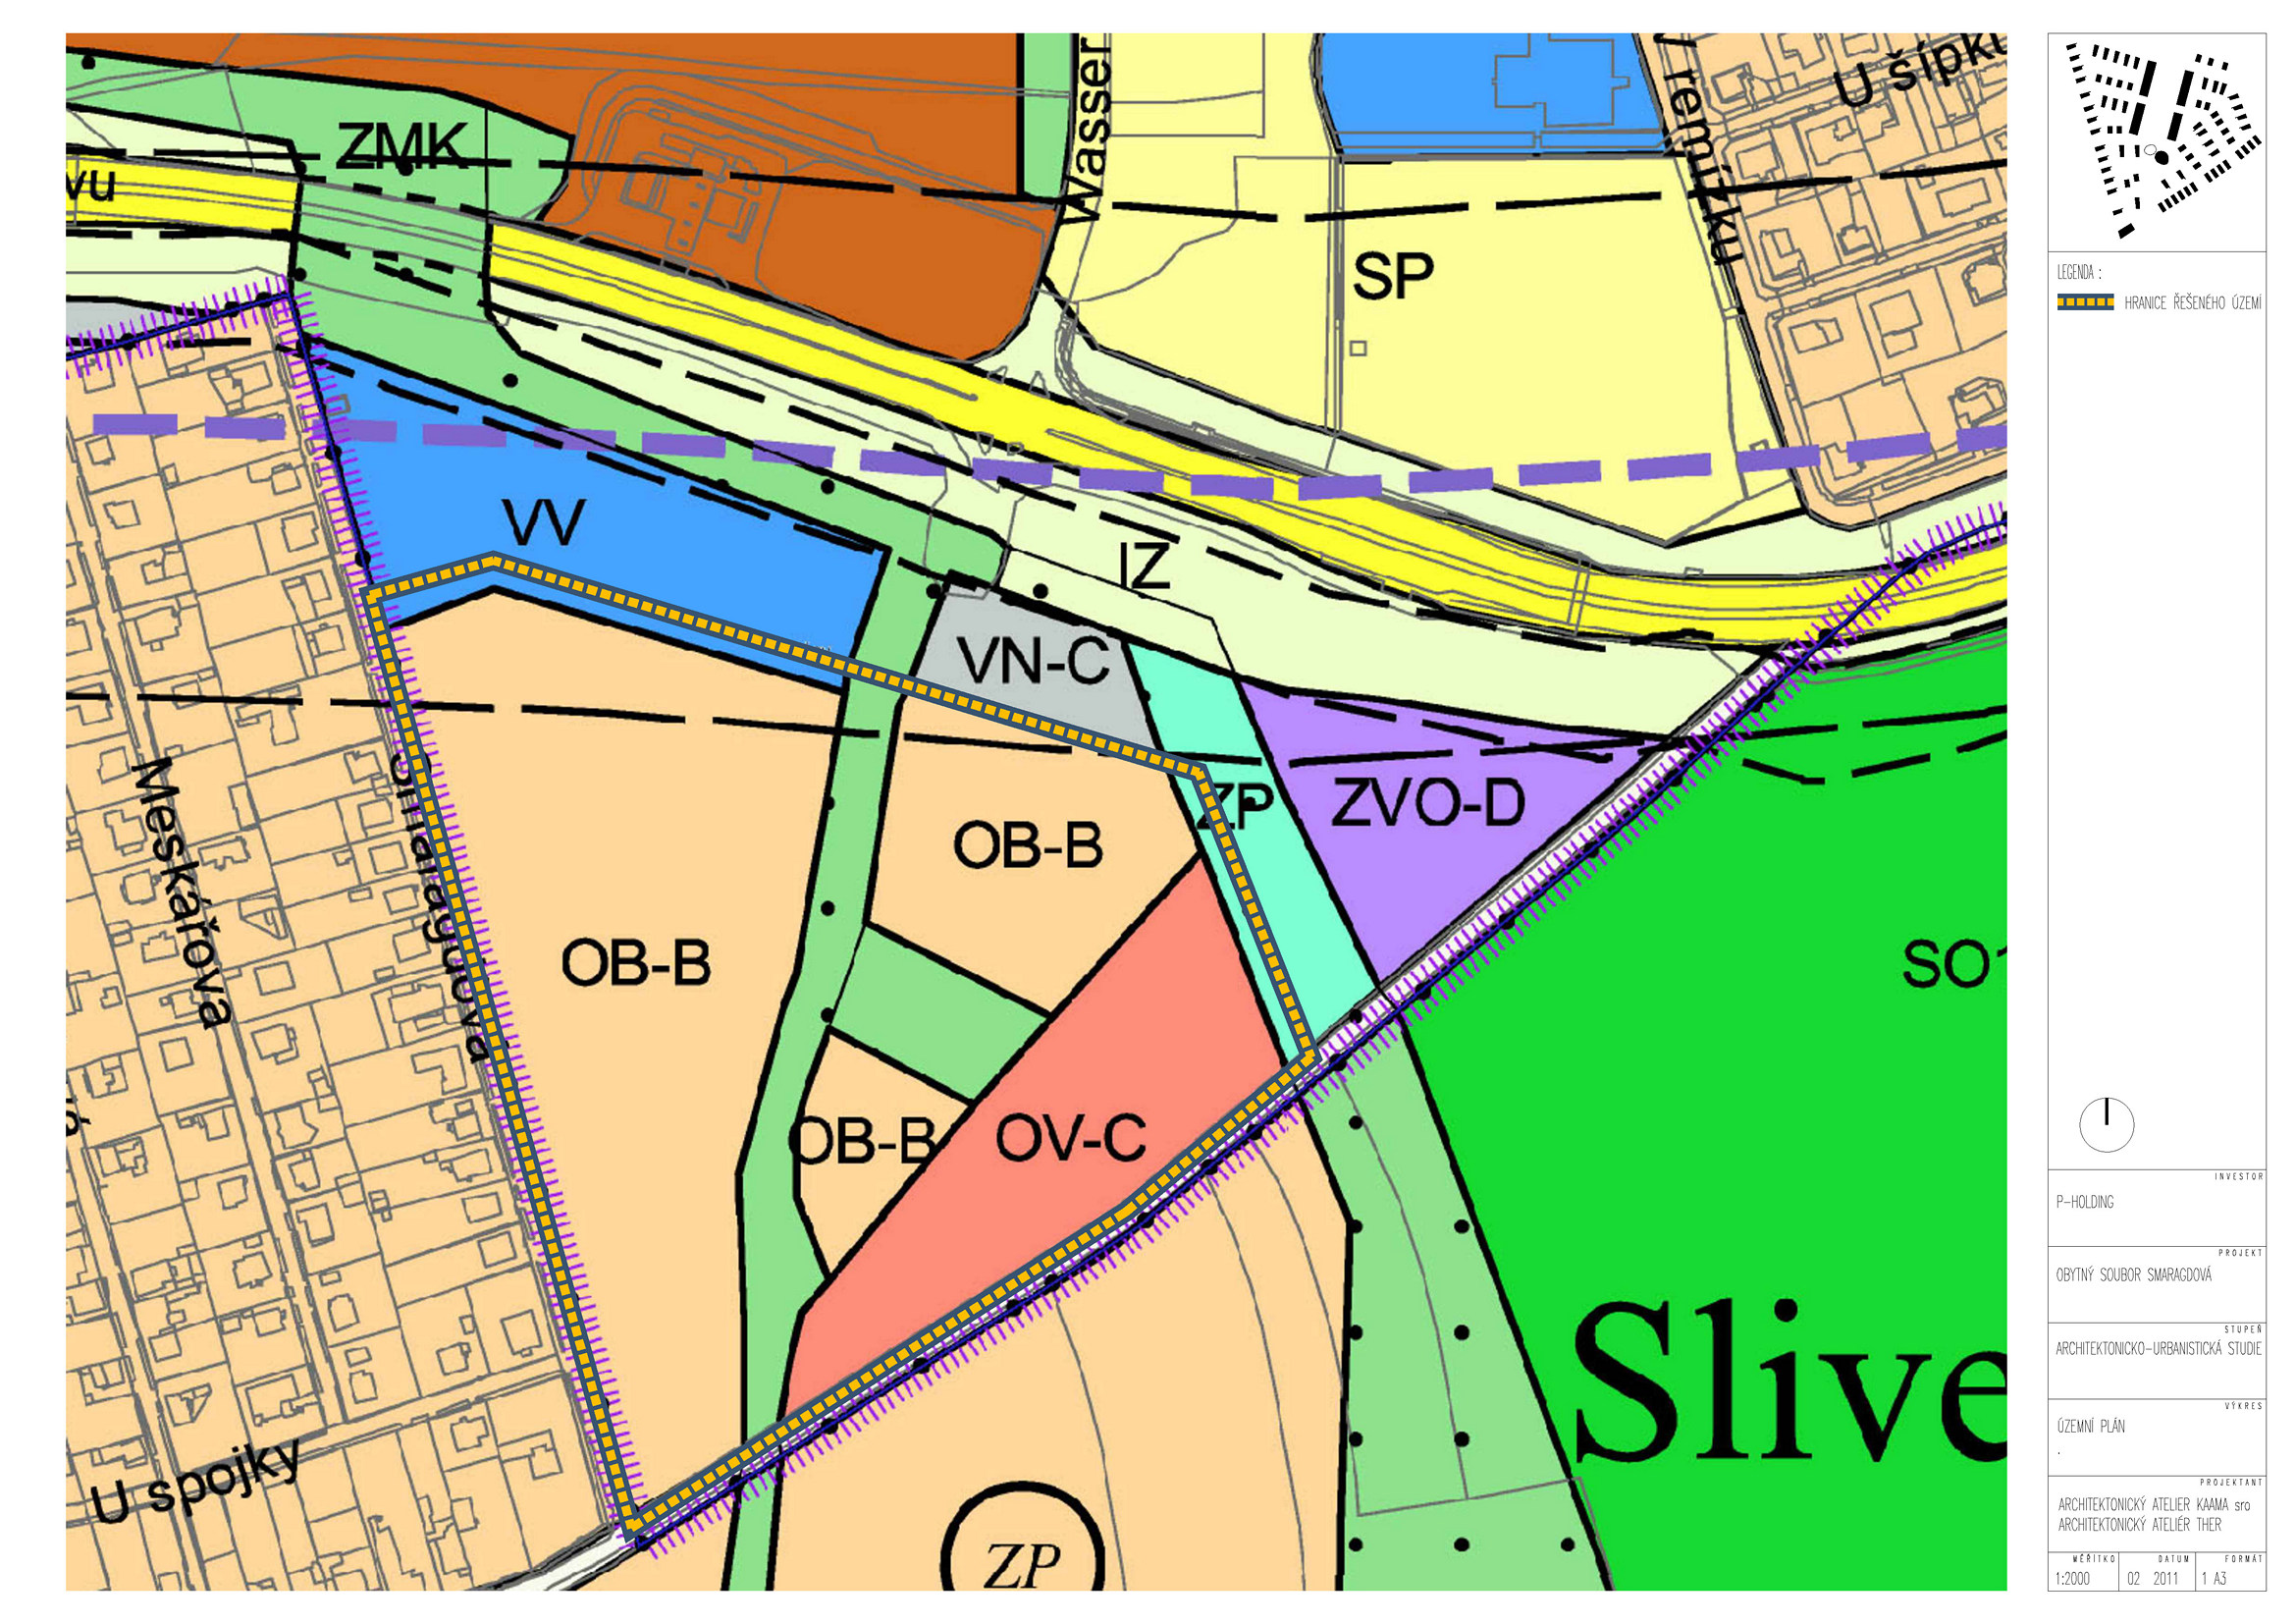 Wasser
U šípků
ZMK
vu
remízku
SP
VV
IZ
VN-C
Meskářova
Smaragdová
ZP
ZVO-D
OB-B
OB-B
SO1
OB-B
OV-C
Slive
U spojky
ZP
LEGENDA :
HRANICE ŘEŠENÉHO ÚZEMÍ
INVESTOR
P-HOLDING
PROJEKT
OBYTNÝ SOUBOR SMARAGDOVÁ
STUPEŇ
ARCHITEKTONICKO-URBANISTICKÁ STUDIE
VÝKRES
ÚZEMNÍ PLÁN
.
PROJEKTANT
ARCHITEKTONICKÝ ATELIER KAAMA sro
ARCHITEKTONICKÝ ATELIÉR THER
MĚŘÍTKO DATUM FORMÁT
1:2000 02 2011 1 A3